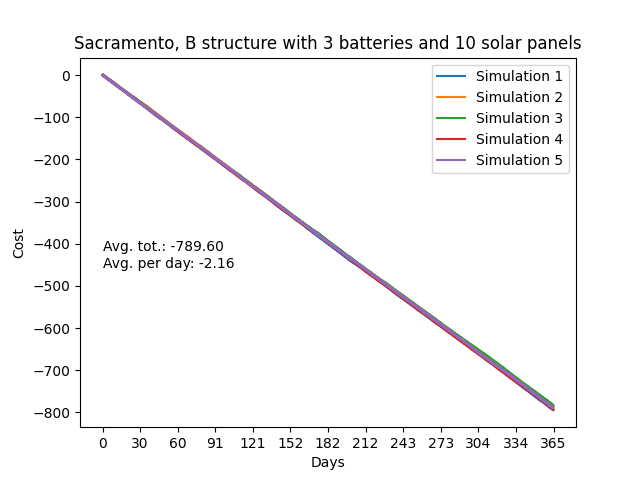 Sacramento, B structure with 3 batteries and 10 solar panels
Simulation 1
Simulation 2
Simulation 3
Simulation 4
Simulation 5
0
−100
−200
−300
−400
−500
−600
−700
−800
Cost
Avg. tot.: -789.60
Avg. per day: -2.16
0 30 60 91 121 152 182 212 243 273 304 334 365
Days